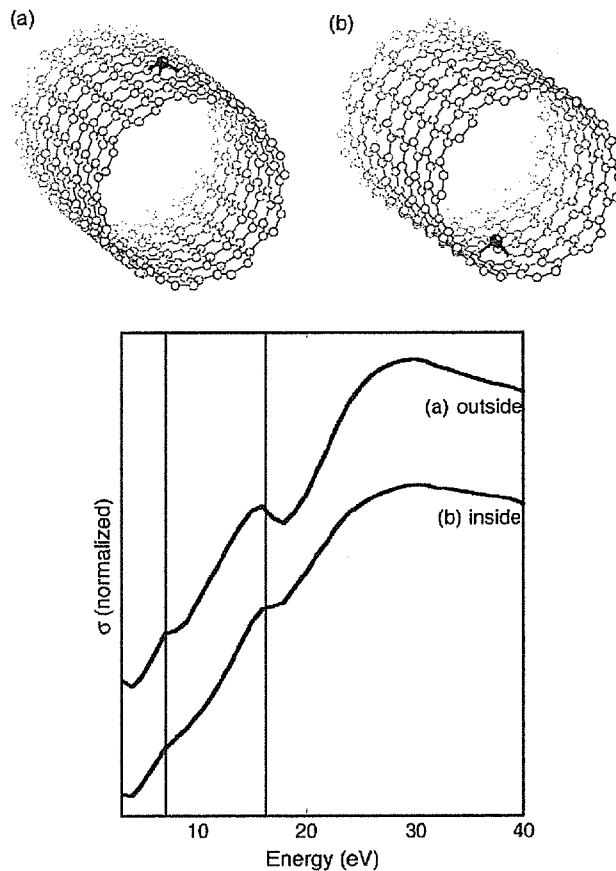 (a)
(b)
(a) outside
(b) inside
σ (normalized)
10 20 30 40
Energy (eV)